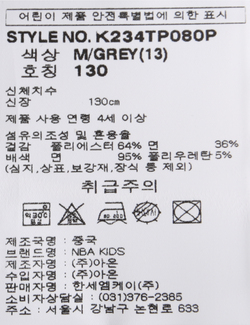 어린이 제품 안전특별법에 의한 표시
STYLE NO. K234TP080P
색상 M/GREY(13)
호칭 130
신체치수
신장 130cm
제품 사용 연령 4세 이상
섬유의조성 및 혼용율
겉감 폴리에스터 64% 면 36%
배색 면 95% 폴리우레탄 5%
(심지,상표,보강재,장식 등 제외)
취급주의
제조국명 : 중국
브랜드명 : NBA KIDS
제조자명 : (주)아온
수입자명 : (주)아온
판매자명 : 한세엠케이(주)
소비자상담실 : (031)376-2385
주소 : 서울시 강남구 논현로 633